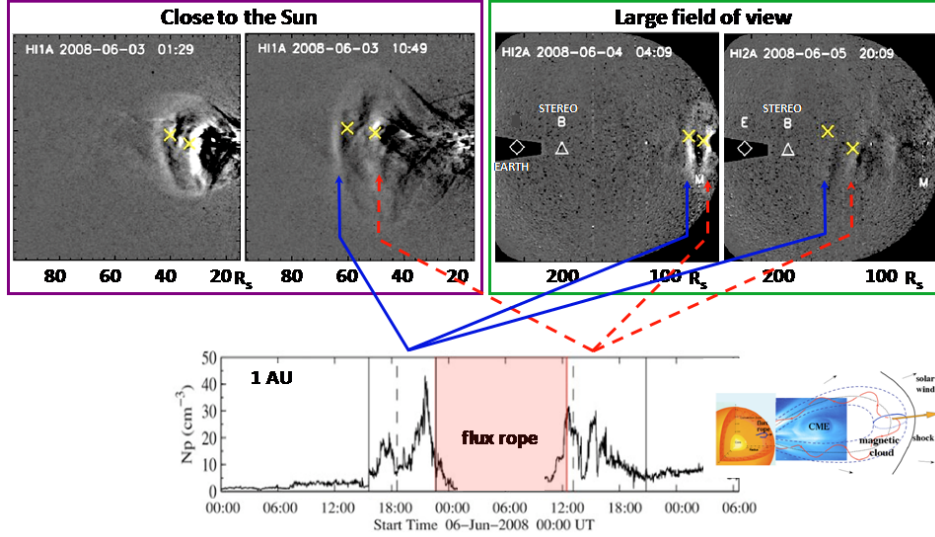 Close to the Sun
Large field of view
HI1A 2008-06-03 01:29
HI1A 2008-06-03 10:49
HI2A 2008-06-04 04:09
HI2A 2008-06-05 20:09
STEREO
B
EARTH
M
STEREO
E B
M
80 60 40 20 Rs
80 60 40 20
200 100 Rs
200 100 Rs
1 AU
flux rope
Np (cm-3)
50
40
30
20
10
0
00:00 06:00 12:00 18:00 00:00 06:00 12:00 18:00 00:00 06:00
Start Time 06-Jun-2008 00:00 UT
CME
magnetic
cloud
solar
wind
shock